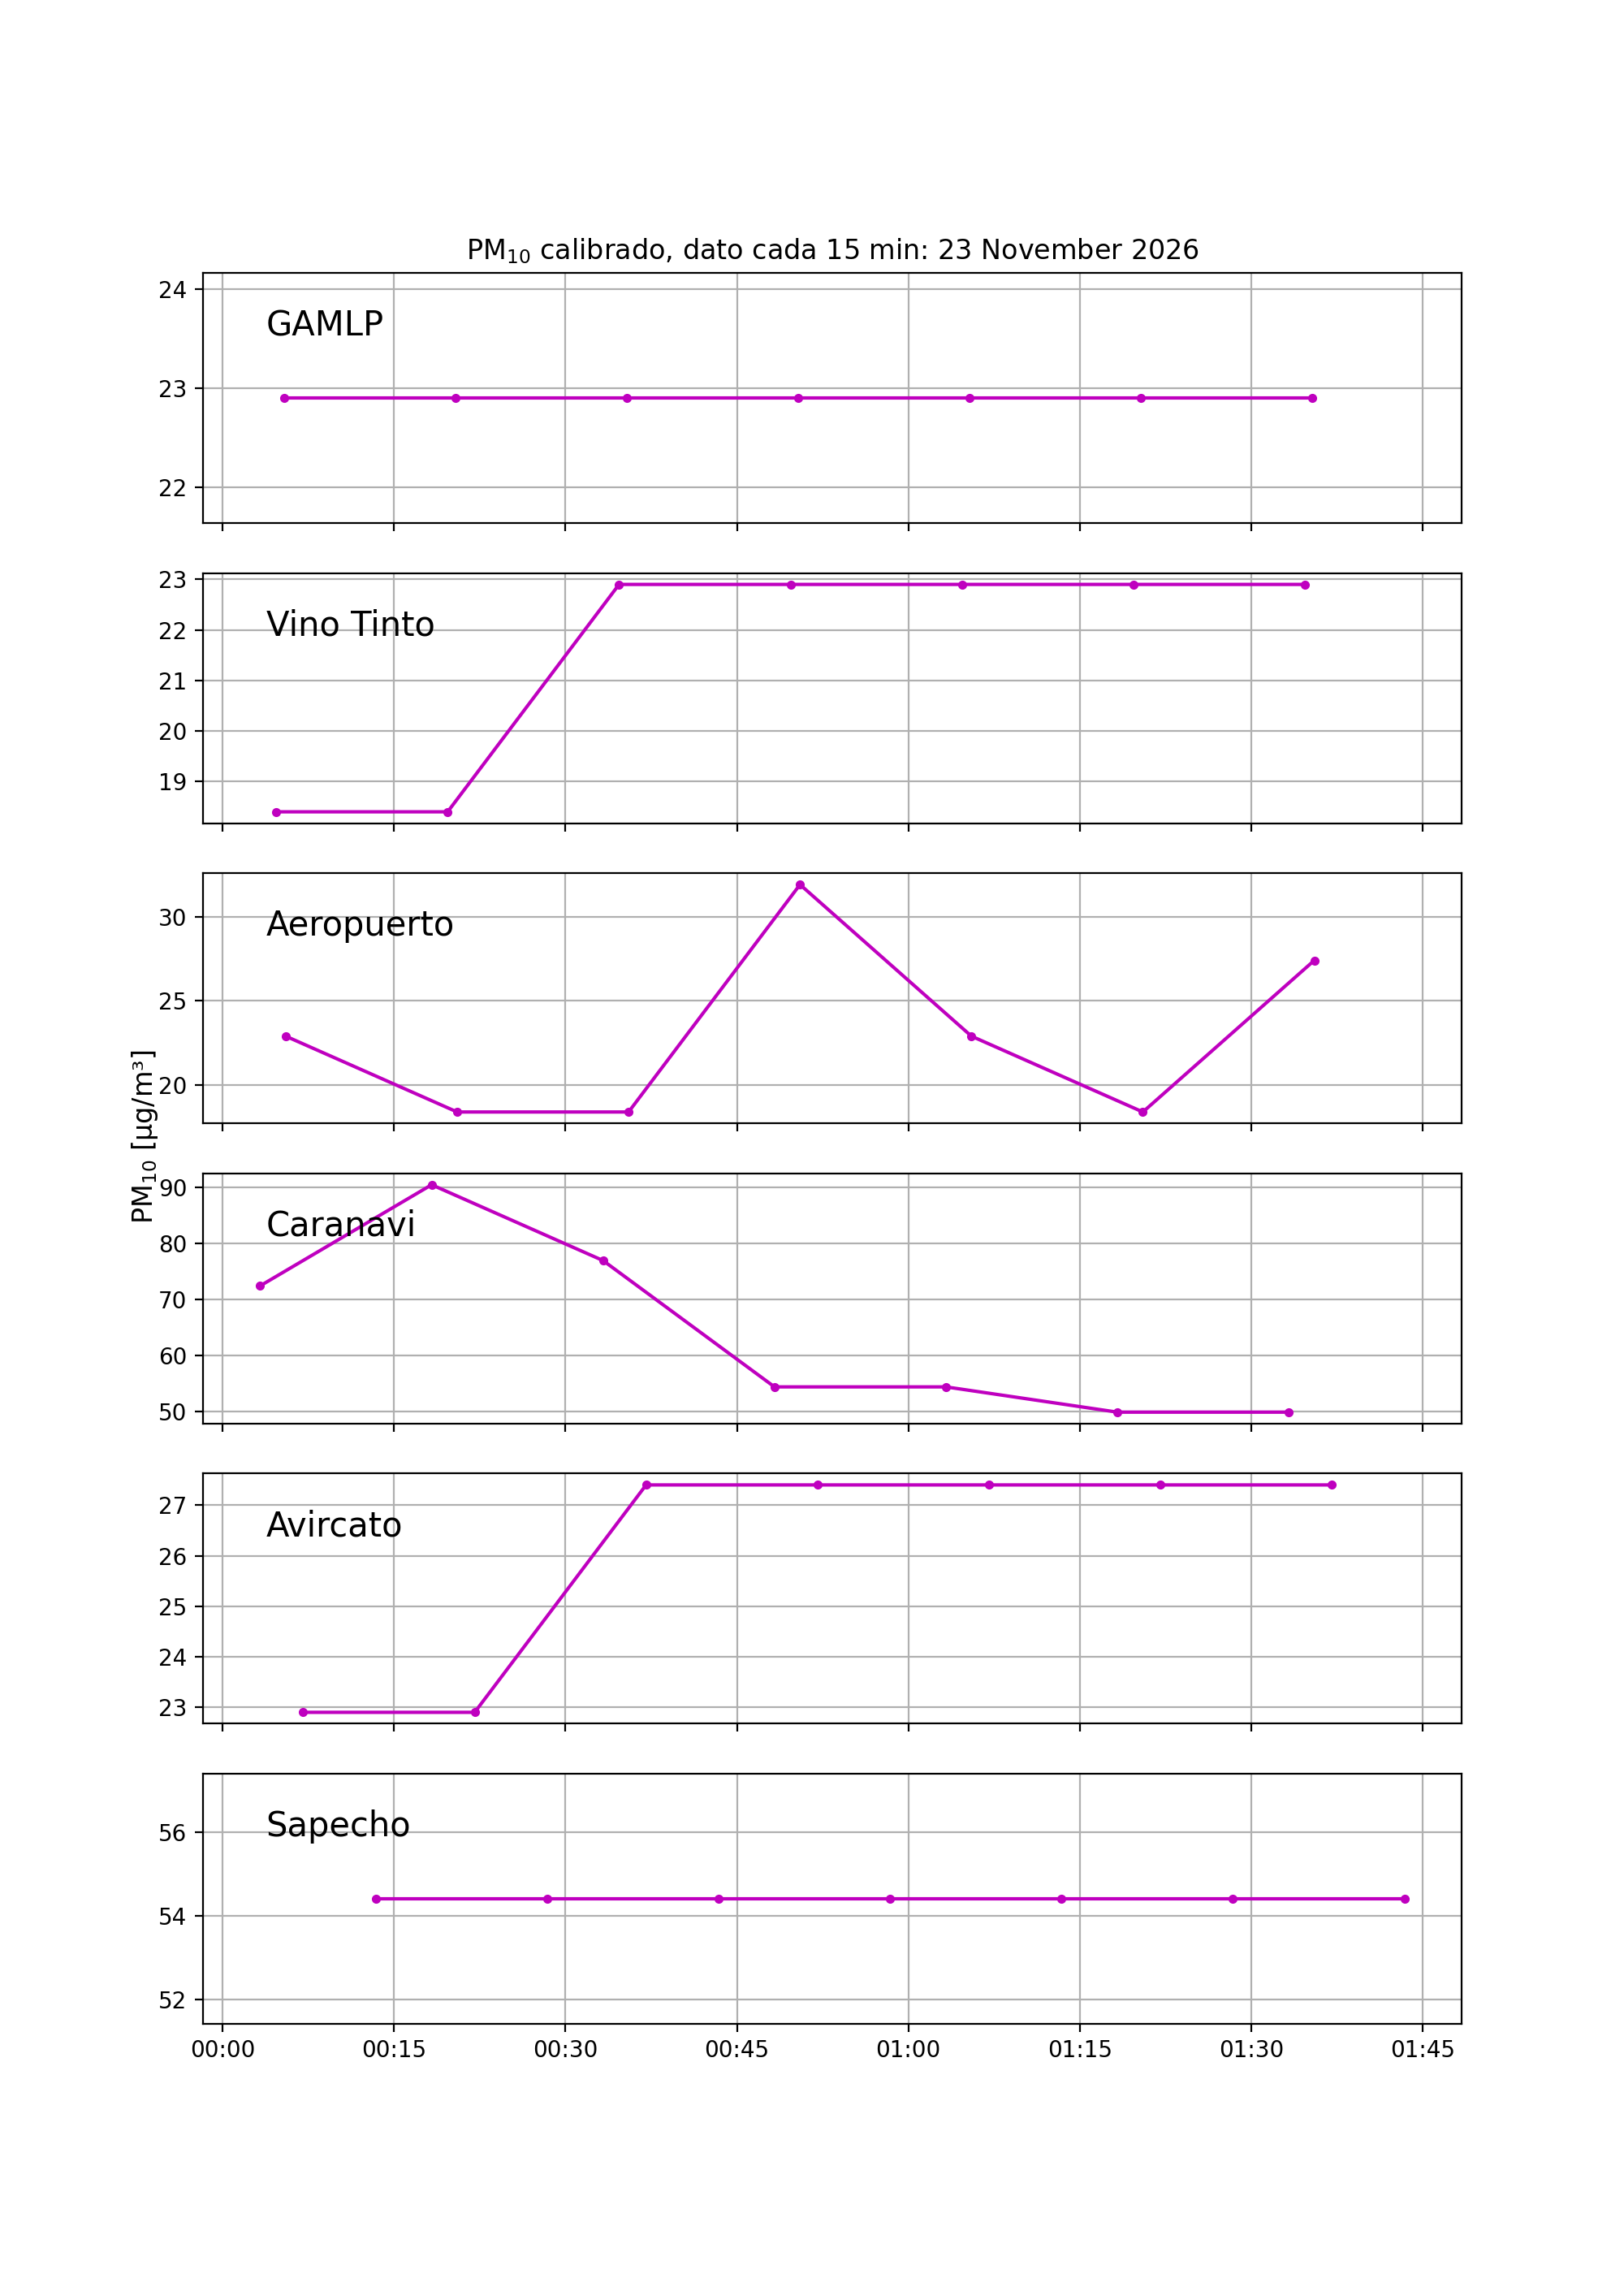 PM₁₀ calibrado, dato cada 15 min: 23 November 2026
24
GAMLP
23
22
23
Vino Tinto
22
21
20
19
30
Aeropuerto
25
20
PM₁₀ [µg/m³]
90
Caranavi
80
70
60
50
27
Avircato
26
25
24
23
56
Sapecho
54
52
00:00 00:15 00:30 00:45 01:00 01:15 01:30 01:45